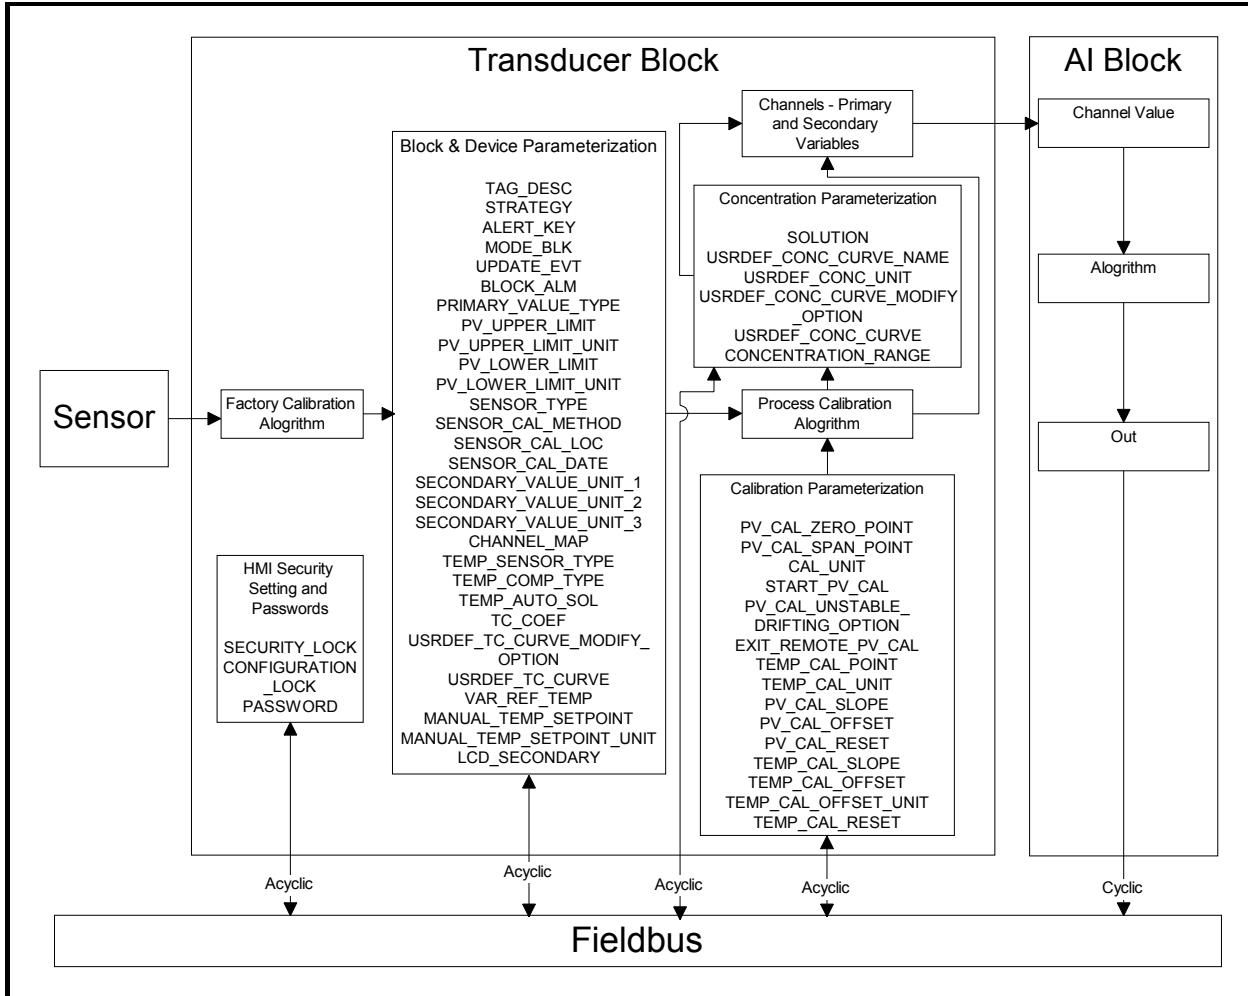 Transducer Block
AI Block
Sensor
Factory Calibration
Alogrithm
HMI Security
Setting and
Passwords
SECURITY_LOCK
CONFIGURATION
_LOCK
PASSWORD
Block & Device Parameterization
TAG_DESC
STRATEGY
ALERT_KEY
MODE_BLK
UPDATE_EVT
BLOCK_ALM
PRIMARY_VALUE_TYPE
PV_UPPER_LIMIT
PV_UPPER_LIMIT_UNIT
PV_LOWER_LIMIT
PV_LOWER_LIMIT_UNIT
SENSOR_TYPE
SENSOR_CAL_METHOD
SENSOR_CAL_LOC
SENSOR_CAL_DATE
SECONDARY_VALUE_UNIT_1
SECONDARY_VALUE_UNIT_2
SECONDARY_VALUE_UNIT_3
CHANNEL_MAP
TEMP_SENSOR_TYPE
TEMP_COMP_TYPE
TEMP_AUTO_SOL
TC_COEF
USRDEF_TC_CURVE_MODIFY_
OPTION
USRDEF_TC_CURVE
VAR_REF_TEMP
MANUAL_TEMP_SETPOINT
MANUAL_TEMP_SETPOINT_UNIT
LCD_SECONDARY
Channels - Primary
and Secondary
Variables
Concentration Parameterization
SOLUTION
USRDEF_CONC_CURVE_NAME
USRDEF_CONC_UNIT
USRDEF_CONC_CURVE_MODIFY
_OPTION
USRDEF_CONC_CURVE
CONCENTRATION_RANGE
Process Calibration
Alogrithm
Calibration Parameterization
PV_CAL_ZERO_POINT
PV_CAL_SPAN_POINT
CAL_UNIT
START_PV_CAL
PV_CAL_UNSTABLE_
DRIFTING_OPTION
EXIT_REMOTE_PV_CAL
TEMP_CAL_POINT
TEMP_CAL_UNIT
PV_CAL_SLOPE
PV_CAL_OFFSET
PV_CAL_RESET
TEMP_CAL_SLOPE
TEMP_CAL_OFFSET
TEMP_CAL_OFFSET_UNIT
TEMP_CAL_RESET
Channel Value
Alogrithm
Out
Acyclic
Acyclic
Acyclic
Acyclic
Cyclic
Fieldbus